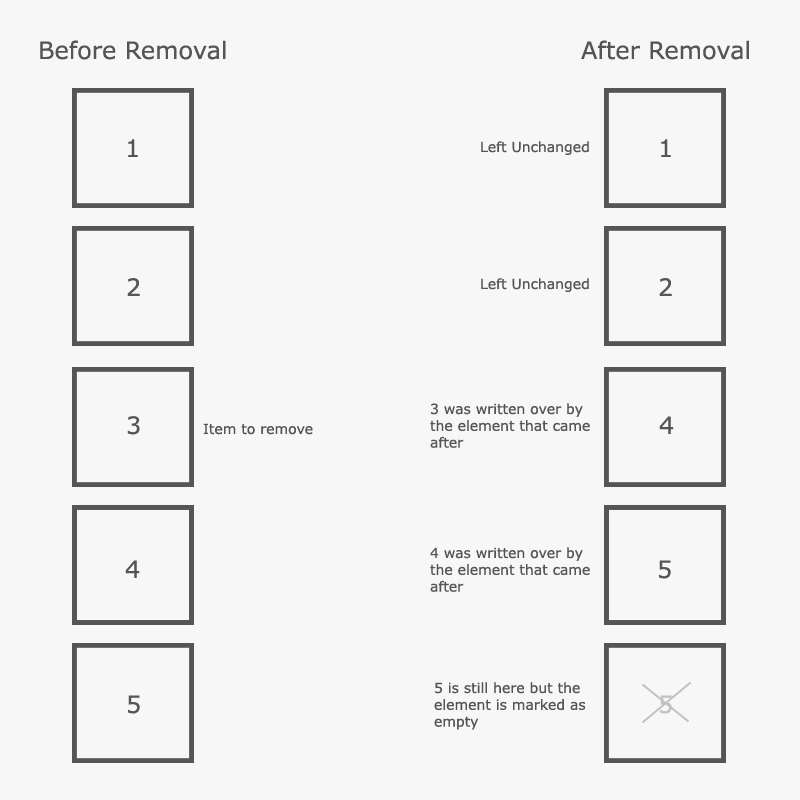 Before Removal
After Removal
1
Left Unchanged
1
2
Left Unchanged
2
3
Item to remove
3 was written over by
the element that came
after
4
4
4 was written over by
the element that came
after
5
5
5 is still here but the
element is marked as
empty
5